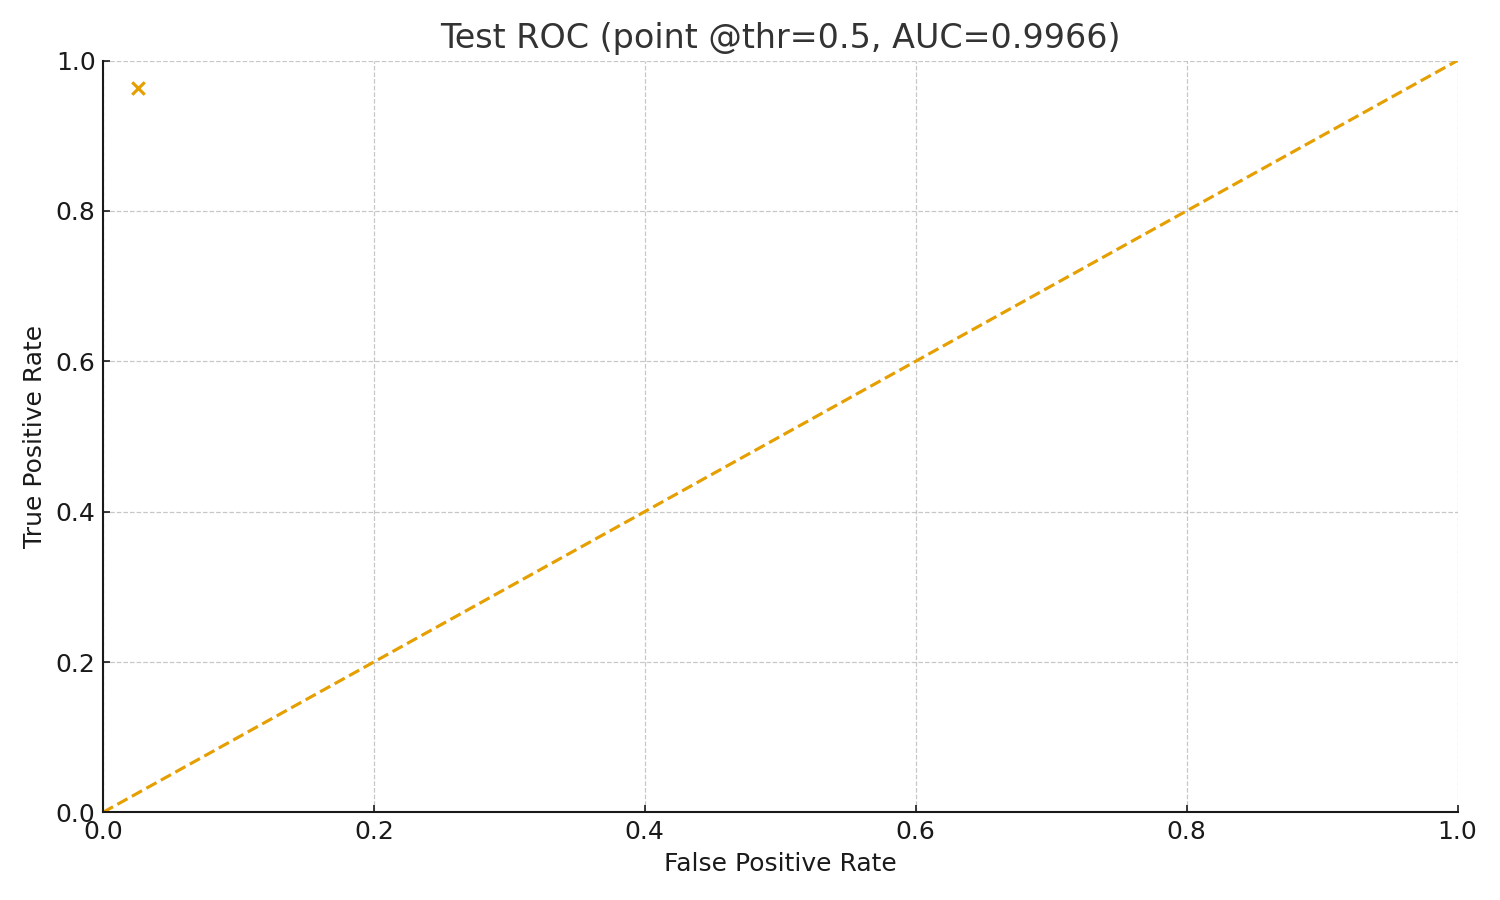 Test ROC (point @thr=0.5, AUC=0.9966)
1.0
0.8
0.6
0.4
0.2
0.0
True Positive Rate
0.0 0.2 0.4 0.6 0.8 1.0
False Positive Rate